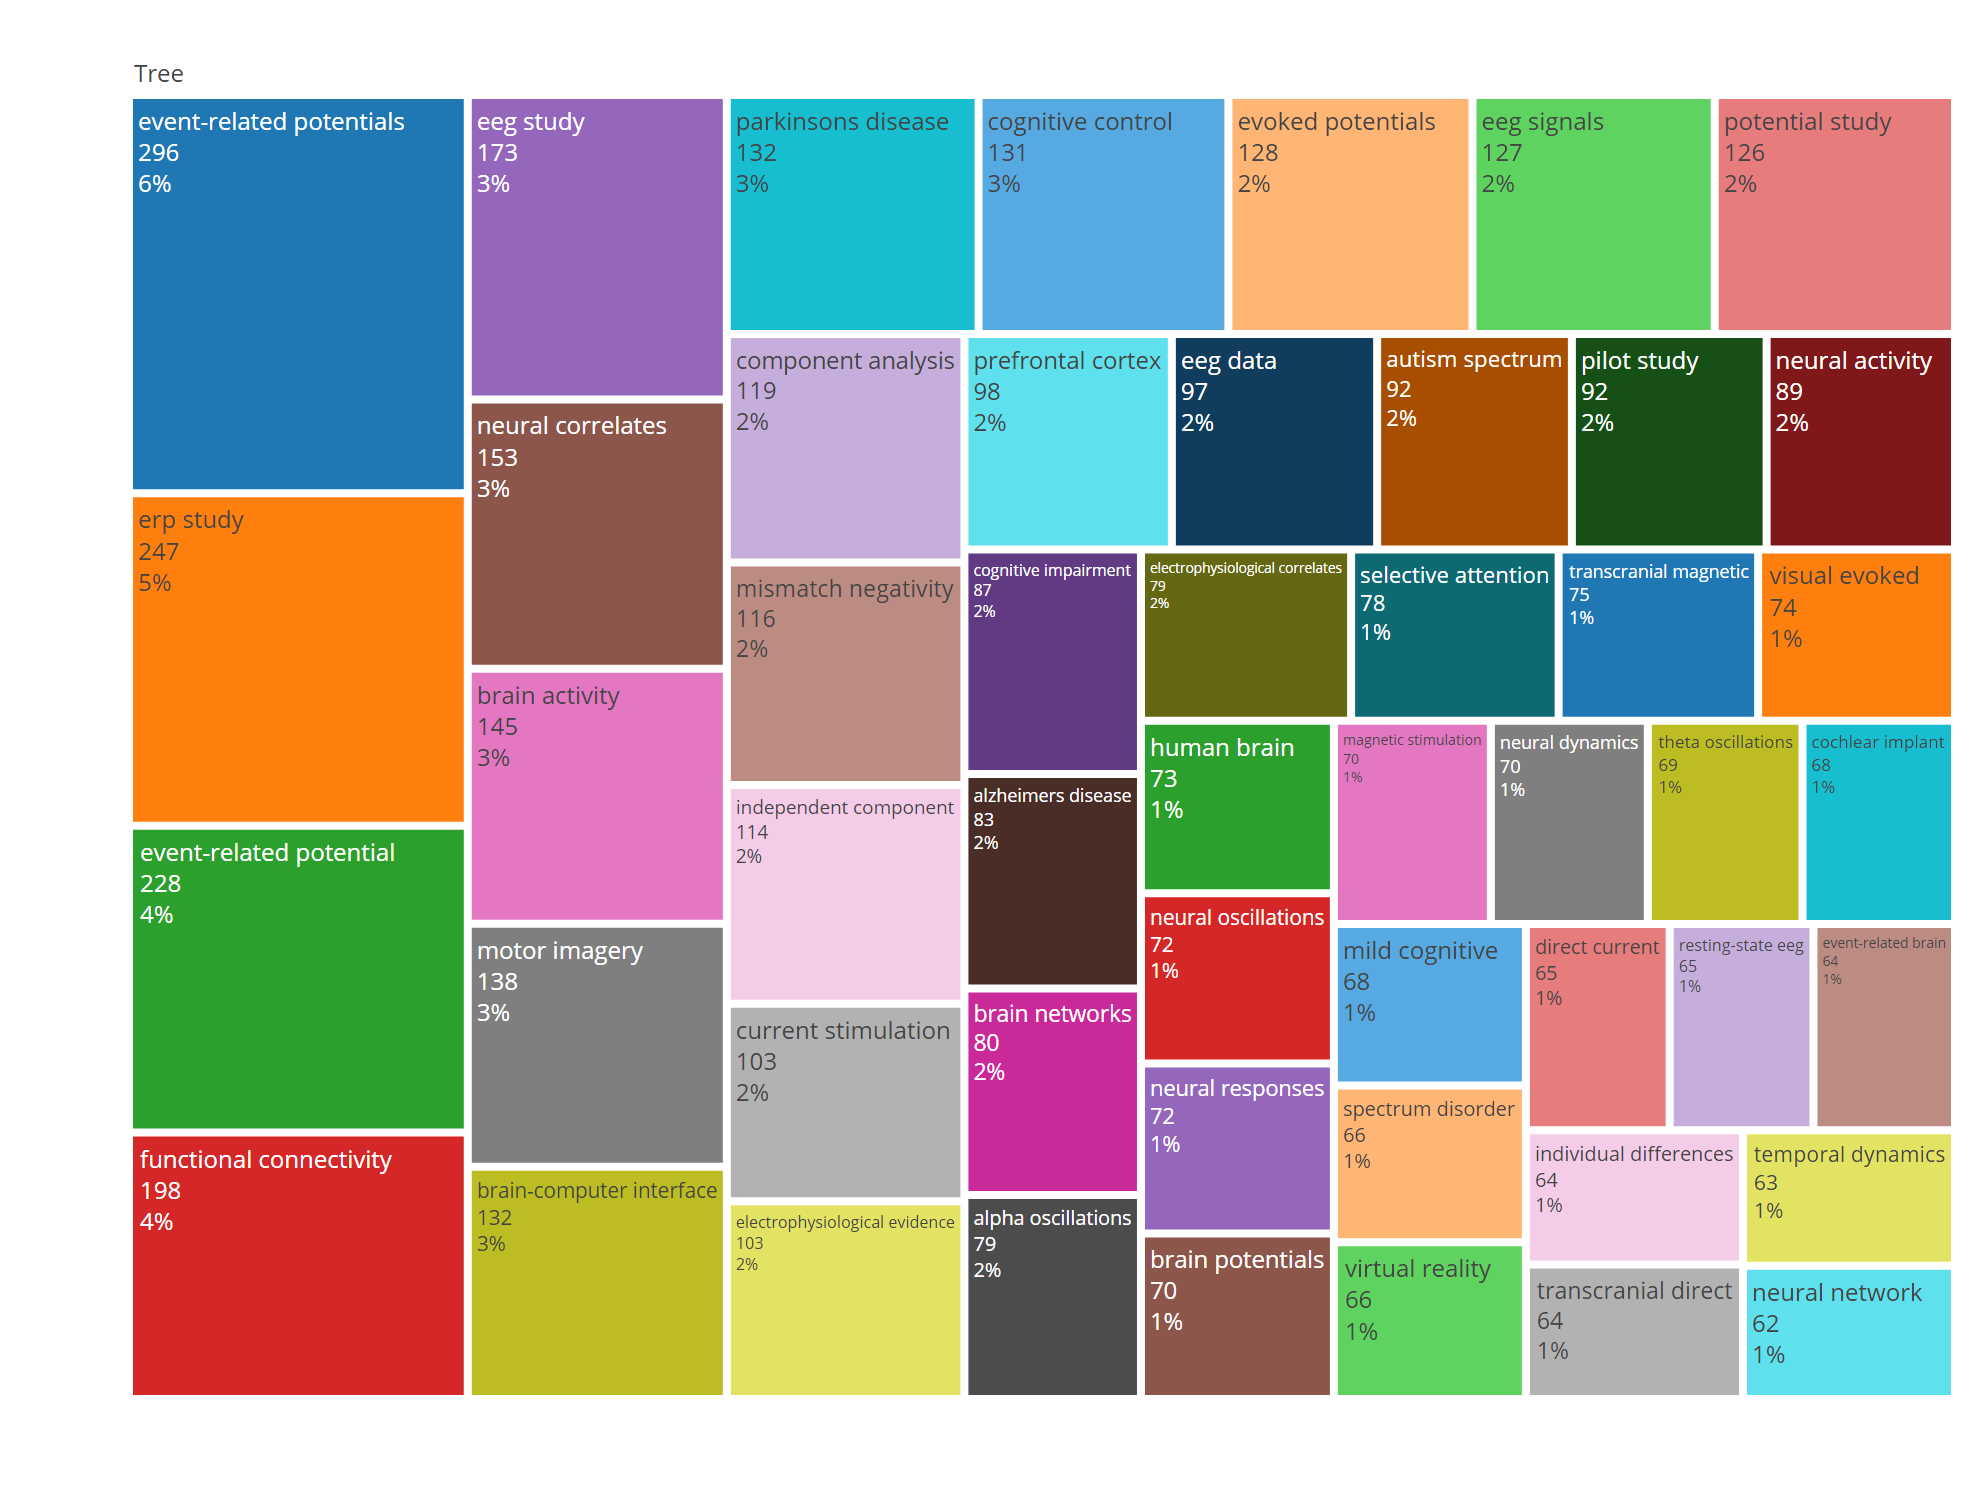 Tree
event-related potentials
296
6%
erp study
247
5%
event-related potential
228
4%
functional connectivity
198
4%
eeg study
173
3%
neural correlates
153
3%
brain activity
145
3%
motor imagery
138
3%
brain-computer interface
132
3%
parkinsons disease
132
3%
cognitive control
131
3%
evoked potentials
128
2%
eeg signals
127
2%
potential study
126
2%
component analysis
119
2%
mismatch negativity
116
2%
independent component
114
2%
current stimulation
103
2%
electrophysiological evidence
103
2%
prefrontal cortex
98
2%
eeg data
97
2%
autism spectrum
92
2%
pilot study
92
2%
neural activity
89
2%
cognitive impairment
87
2%
alzheimers disease
83
2%
brain networks
80
2%
alpha oscillations
79
2%
electrophysiological correlates
79
2%
selective attention
78
1%
transcranial magnetic
75
1%
visual evoked
74
1%
human brain
73
1%
neural oscillations
72
1%
neural responses
72
1%
brain potentials
70
1%
magnetic stimulation
70
1%
neural dynamics
70
1%
theta oscillations
69
1%
cochlear implant
68
1%
mild cognitive
68
1%
spectrum disorder
66
1%
virtual reality
66
1%
direct current
65
1%
resting-state eeg
65
1%
event-related brain
64
1%
individual differences
64
1%
transcranial direct
64
1%
temporal dynamics
63
1%
neural network
62
1%